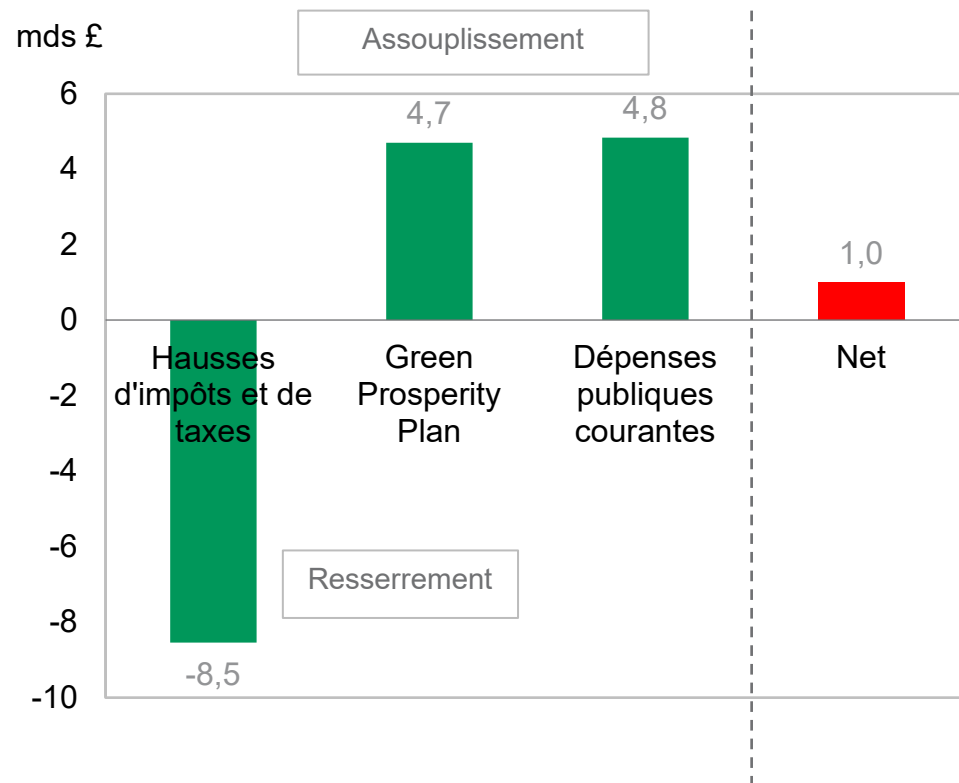 mds £
Assouplissement
6
4
2
0
-2
-4
-6
-8
-10
4,7
4,8
1,0
-8,5
Hausses
d'impôts et de
taxes
Green
Prosperity
Plan
Dépenses
publiques
courantes
Net
Resserrement